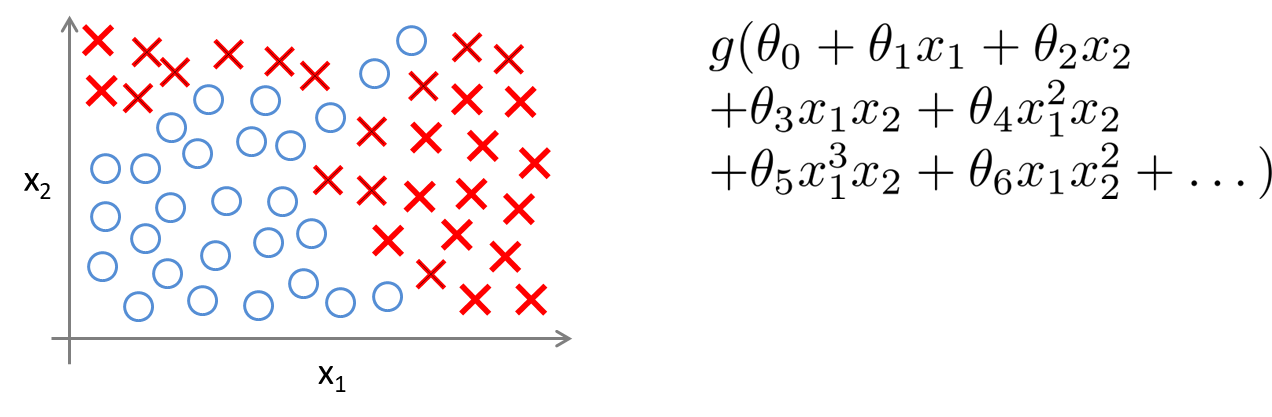 x₂
x₁
g(θ₀ + θ₁x₁ + θ₂x₂
+θ₃x₁x₂ + θ₄x₁²x₂
+θ₅x₁³x₂ + θ₆x₁x₂² + ... )